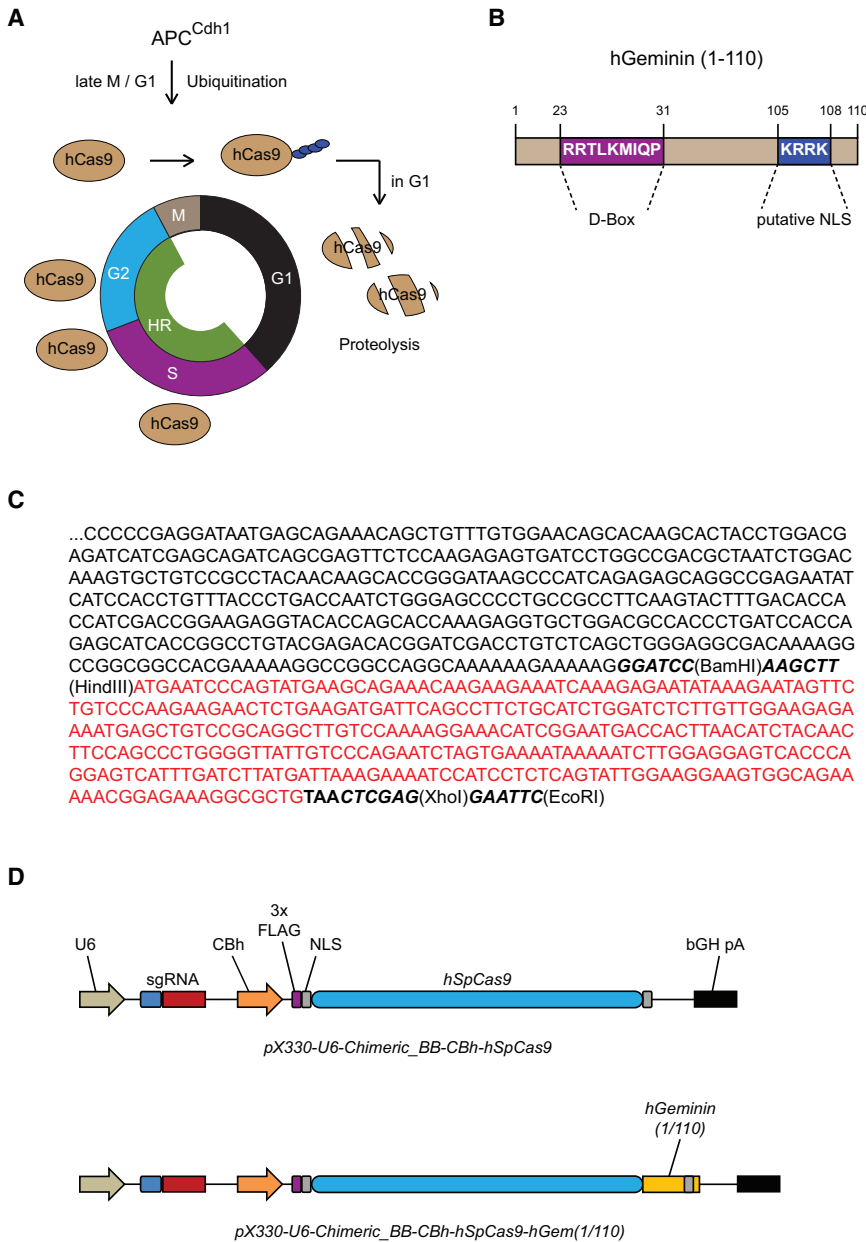 A
APC^Cdh1
late M / G1
Ubiquitination
hCas9
hCas9
in G1
M
G2
G1
HR
S
hCas9
hCas9
hCas9
hCas9
hCas9
Proteolysis
B
hGeminin (1-110)
1 23 31 105 108 110
RRTLKMIQP KRRK
D-Box putative NLS
C
...CCCCCGAGGATAATGAGCAGAAACAGCTGTTTGTGGAACAGCACAAGCACTACCTGGACG
AGATCATCGAGCAGATCAGCGAGTTCTCCAAGAGAGTGATCCTGGCCGACGCTAATCTGGAC
AAAGTGCTGTCCGCCTACAACAAGCACCGGGATAAGCCCATCAGAGAGCAGGCCGAGAATAT
CATCCACCTGTTTACCCTGACCAATCTGGGAGCCCCTGCCGCCTTCAAGTACTTTGACACCA
CCATCGACCGGAAGAGGTACACCAGCACCAAAGAGGTGCTGGACGCCACCCTGATCCACCA
GAGCATCACCGGCCTGTACGAGACACGGATCGACCTGTCTCAGCTGGGAGGCGACAAAAGG
CCGGCGGCCACGAAAAAGGCCGGCCAGGCAAAAAAGAAAAAGGGATCC(BamHI)AAGCTT
(HindIII)ATGAATCCCAGTATGAAGCAGAAACAAGAAGAAATCAAAGAGAATATAAAGAATAGTTC
TGTCCCAAGAAGAACTCTGAAGATGATTCAGCCTTCTGCATCTGGATCTCTTGTTGGAAGAGA
AAATGAGCTGTCCGCAGGCTTGTCCAAAAGGAAACATCGGAATGACCACTTAACATCTACAAC
TTCCAGCCCTGGGGTTATTGTCCCAGAATCTAGTGAAAATAAAAATCTTGGAGGAGTCACCCA
GGAGTCATTTGATCTTATGATTAAAGAAAATCCATCCTCTCAGTATTGGAAGGAAGTGGCAGAA
AAACGGAGAAAGGCGCTGTAACTCGAG(XhoI)GAATTC(EcoRI)
D
U6
sgRNA
CBh
3x
FLAG
NLS
hSpCas9
bGH pA
pX330-U6-Chimeric_BB-CBh-hSpCas9
hGeminin
(1/110)
pX330-U6-Chimeric_BB-CBh-hSpCas9-hGem(1/110)